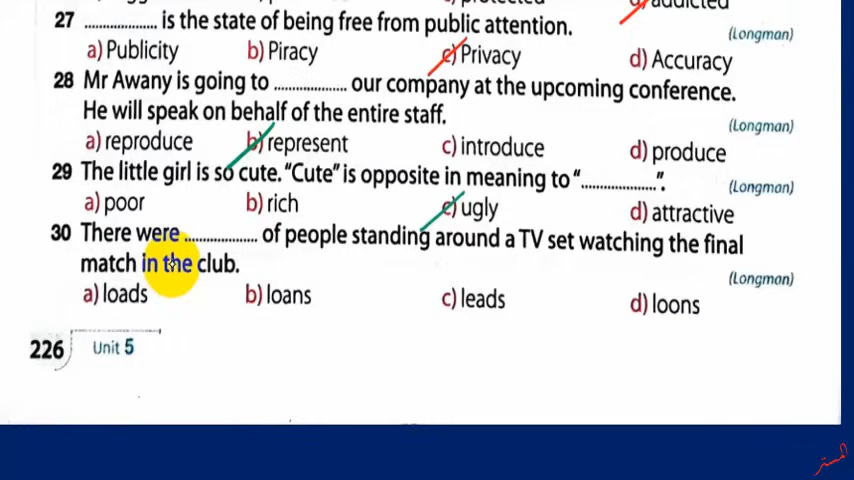 addicted
27 ................ is the state of being free from public attention.
(Longman)
a) Publicity b) Piracy c) Privacy d) Accuracy
28 Mr Awany is going to ................ our company at the upcoming conference.
He will speak on behalf of the entire staff.
(Longman)
a) reproduce b) represent c) introduce d) produce
29 The little girl is so cute. “Cute” is opposite in meaning to “................”.
(Longman)
a) poor b) rich c) ugly d) attractive
30 There were ................ of people standing around a TV set watching the final
match in the club.
(Longman)
a) loads b) loans c) leads d) loons
226 Unit 5